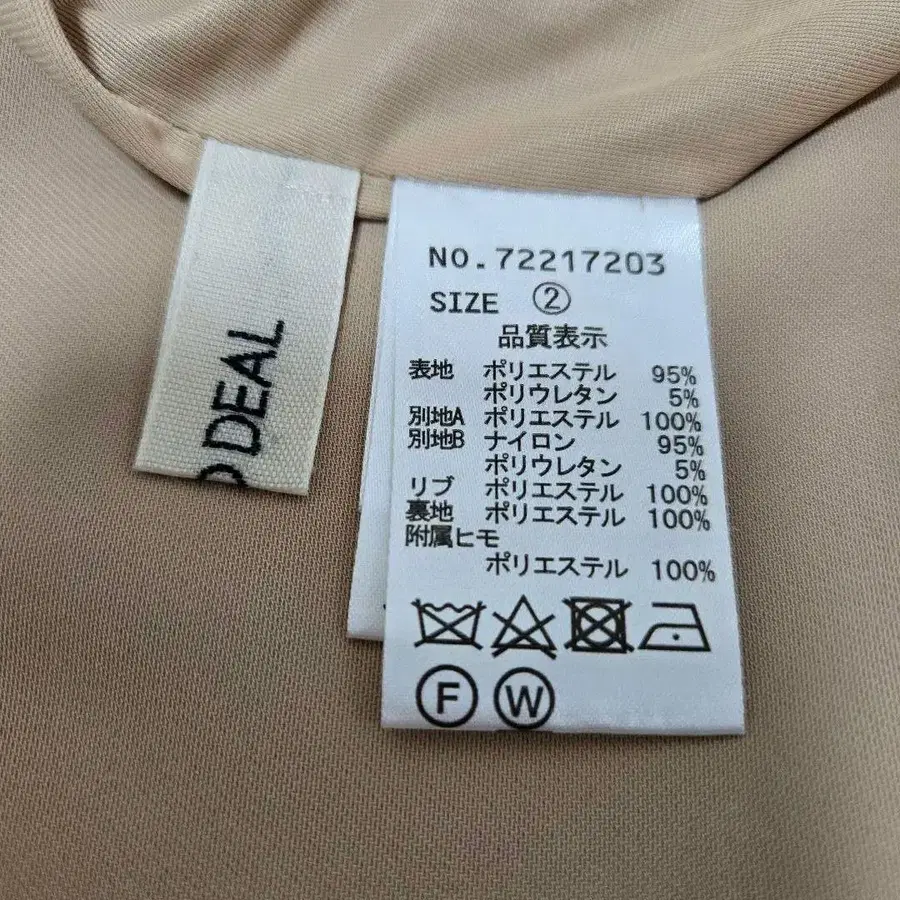 DEAL
NO.72217203
SIZE ②
品質表示
表地 ポリエステル 95%
ポリウレタン 5%
別地A ポリエステル 100%
別地B ナイロン 95%
ポリウレタン 5%
リブ ポリエステル 100%
裏地 ポリエステル 100%
附属ヒモ
ポリエステル 100%
Ⓕ Ⓦ